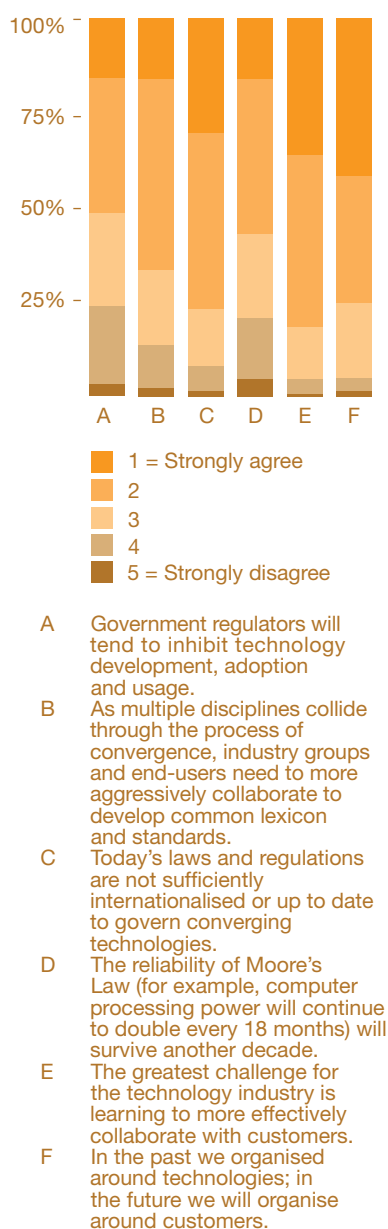 100%
75%
50%
25%
A B C D E F
1 = Strongly agree
2
3
4
5 = Strongly disagree
A Government regulators will
tend to inhibit technology
development, adoption
and usage.
B As multiple disciplines collide
through the process of
convergence, industry groups
and end-users need to more
aggressively collaborate to
develop common lexicon
and standards.
C Today’s laws and regulations
are not sufficiently
internationalised or up to date
to govern converging
technologies.
D The reliability of Moore’s
Law (for example, computer
processing power will continue
to double every 18 months) will
survive another decade.
E The greatest challenge for
the technology industry is
learning to more effectively
collaborate with customers.
F In the past we organised
around technologies; in
the future we will organise
around customers.